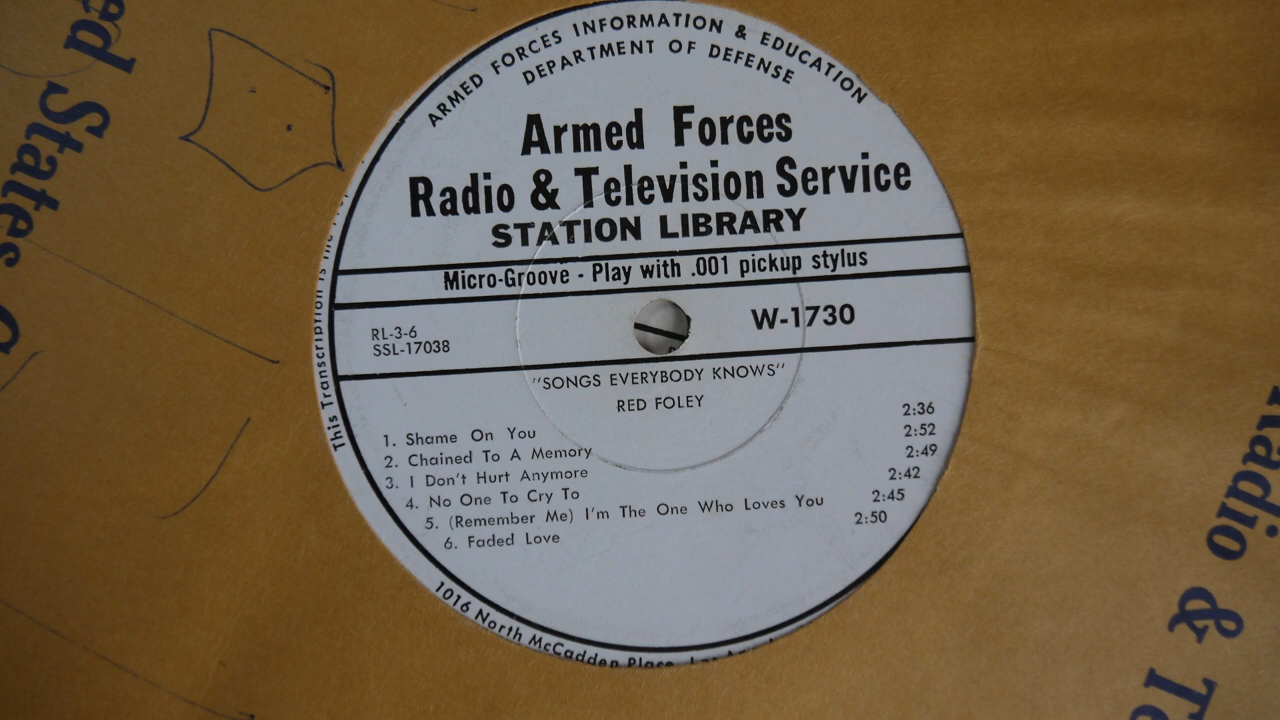 ARMED FORCES INFORMATION & EDUCATION
DEPARTMENT OF DEFENSE
Armed Forces
Radio & Television Service
STATION LIBRARY
Micro-Groove - Play with .001 pickup stylus
RL-3-6
SSL-17038
W-1730
"SONGS EVERYBODY KNOWS"
RED FOLEY
1. Shame On You 2:36
2. Chained To A Memory 2:52
3. I Don't Hurt Anymore 2:49
4. No One To Cry To 2:42
5. (Remember Me) I'm The One Who Loves You 2:45
6. Faded Love 2:50
This Transcription is the
1016 North McCadden Place,
States
Radio &